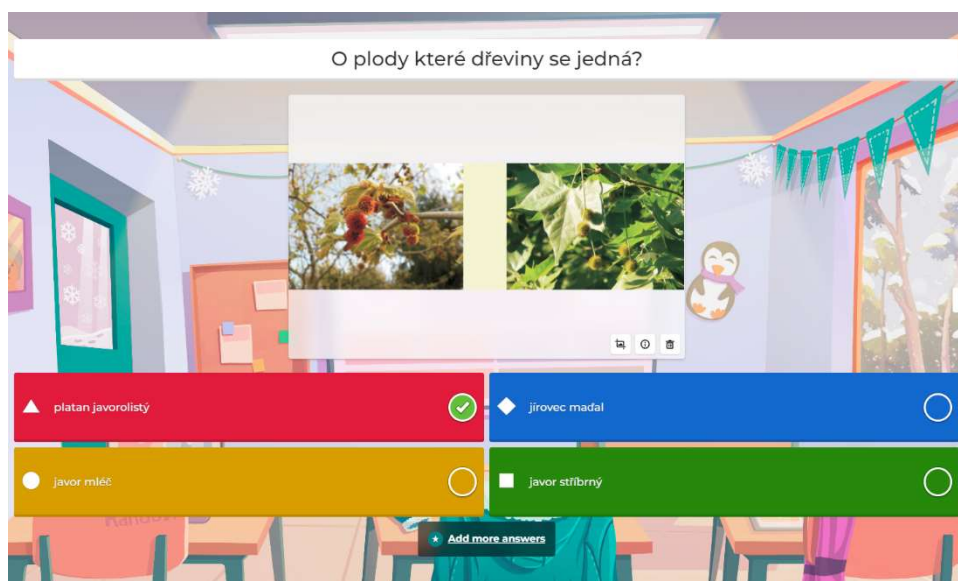 O plody které dřeviny se jedná?
platan javorolistý
jírovec maďal
javor mléč
javor stříbrný
Add more answers